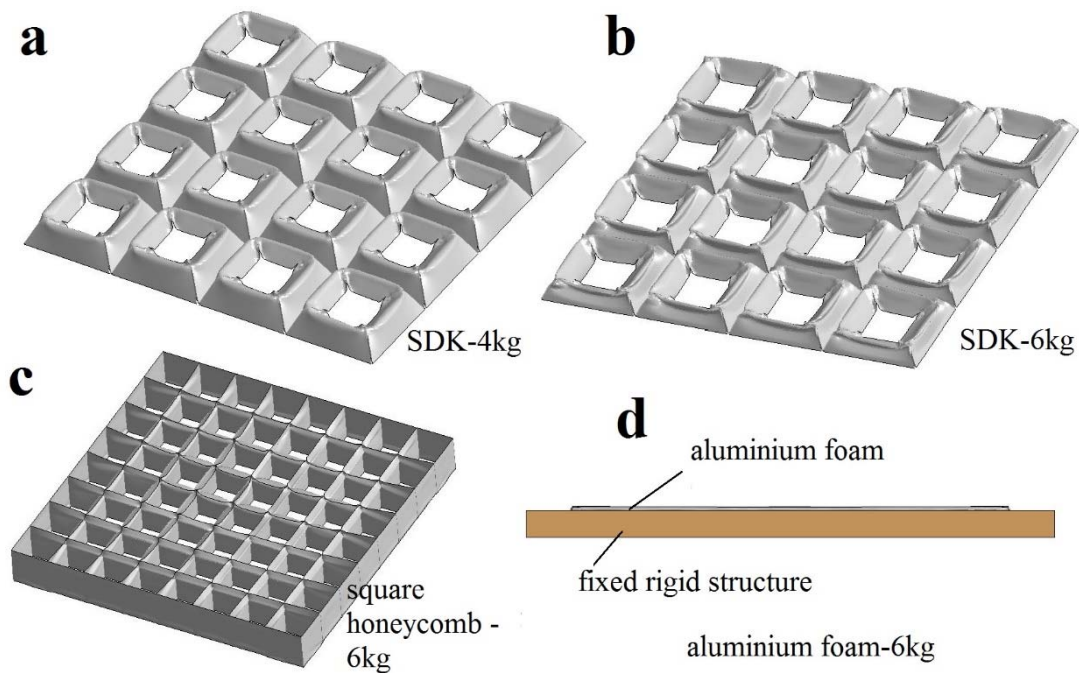 a
b
SDK-4kg
SDK-6kg
c
square
honeycomb -
6kg
d
aluminium foam
fixed rigid structure
aluminium foam-6kg